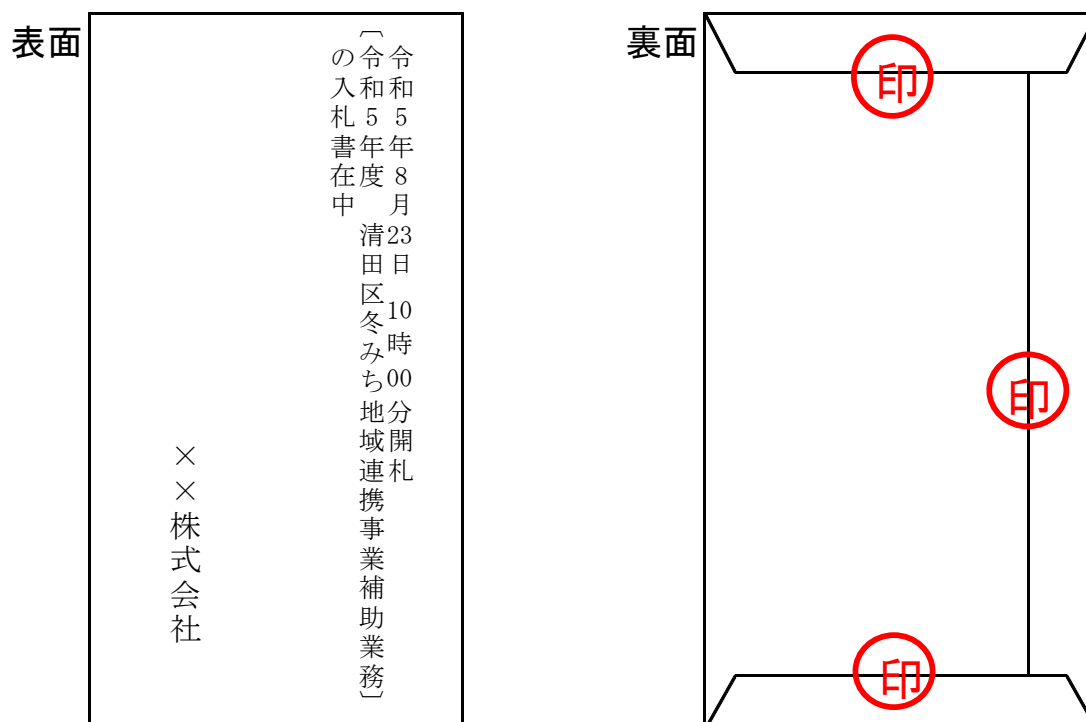 表面
令和５年８月23日 10時00分開札
〔令和５年度 清田区冬みち地域連携事業補助業務〕
の入札書在中
××株式会社
裏面
印
印
印